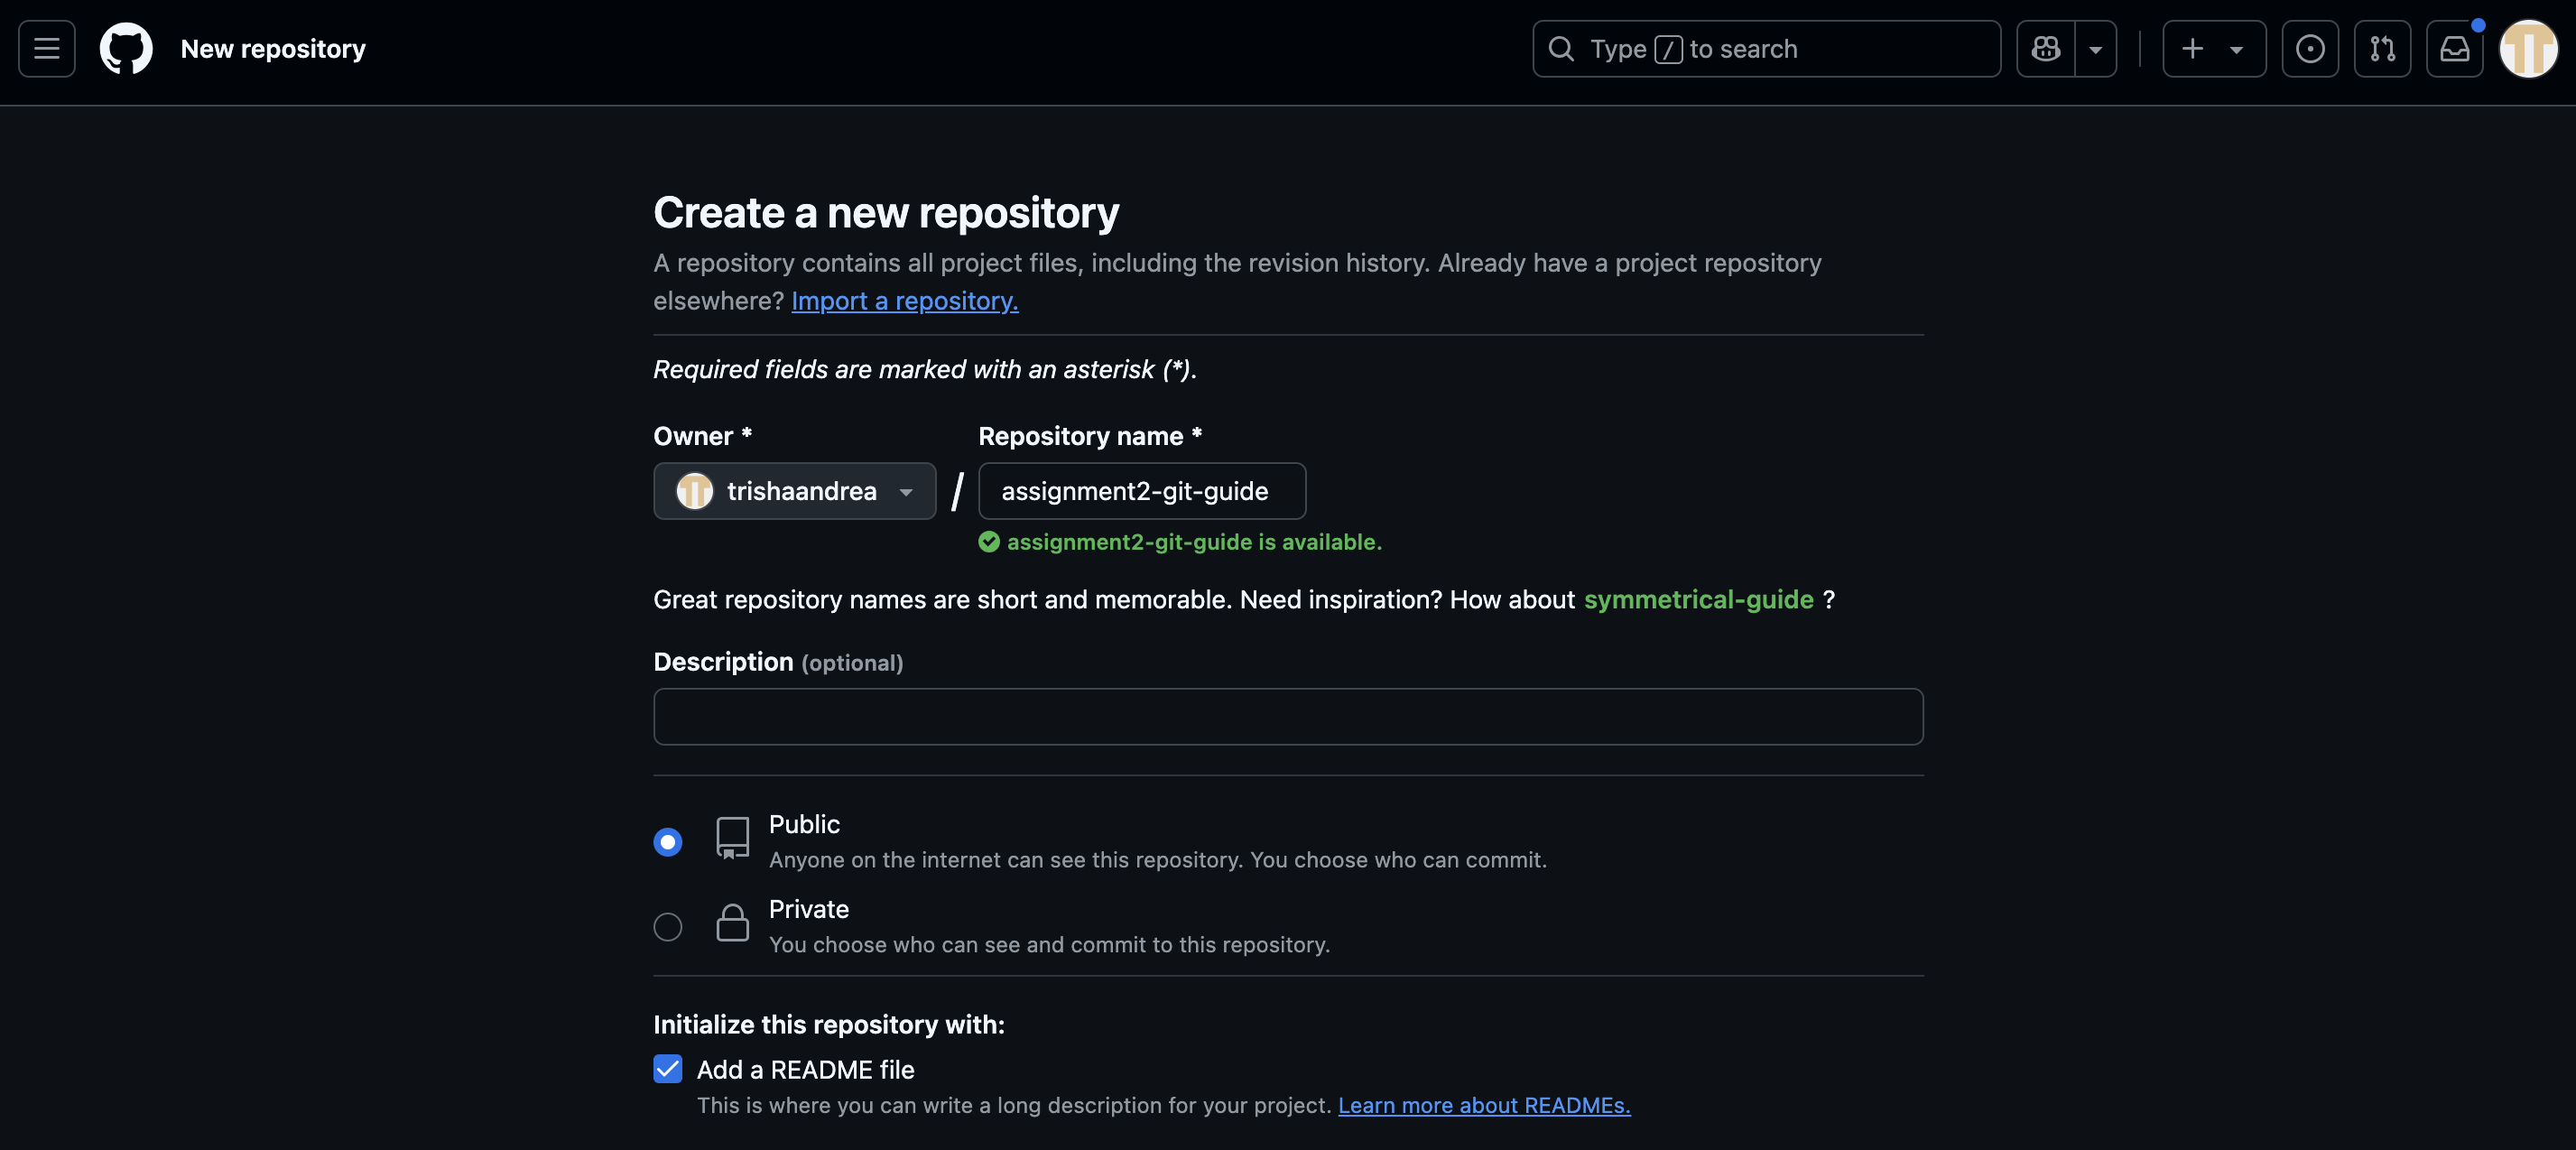 New repository
Type / to search
Create a new repository
A repository contains all project files, including the revision history. Already have a project repository
elsewhere? Import a repository.
Required fields are marked with an asterisk (*).
Owner * Repository name *
trishaandrea / assignment2-git-guide
assignment2-git-guide is available.
Great repository names are short and memorable. Need inspiration? How about symmetrical-guide ?
Description (optional)
Public
Anyone on the internet can see this repository. You choose who can commit.
Private
You choose who can see and commit to this repository.
Initialize this repository with:
Add a README file
This is where you can write a long description for your project. Learn more about READMEs.